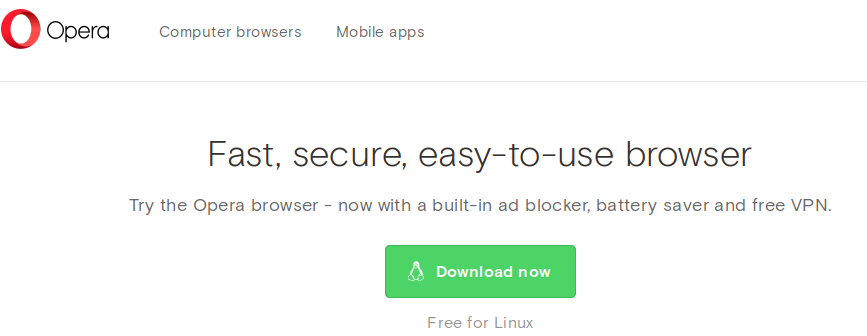 Opera Computer browsers Mobile apps
Fast, secure, easy-to-use browser
Try the Opera browser - now with a built-in ad blocker, battery saver and free VPN.
Download now
Free for Linux